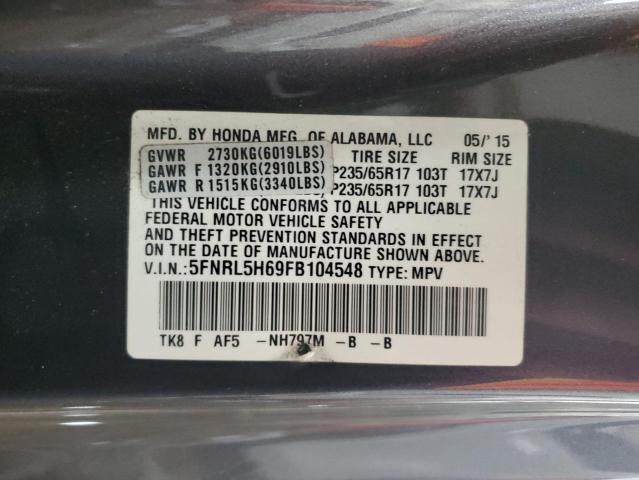 MFD. BY HONDA MFG. OF ALABAMA, LLC 05/'15
TIRE SIZE RIM SIZE
GVWR 2730KG(6019LBS)
GAWR F 1320KG(2910LBS) P235/65R17 103T 17X7J
GAWR R 1515KG(3340LBS) P235/65R17 103T 17X7J
THIS VEHICLE CONFORMS TO ALL APPLICABLE
FEDERAL MOTOR VEHICLE SAFETY
AND THEFT PREVENTION STANDARDS IN EFFECT
ON THE DATE OF MANUFACTURE SHOWN ABOVE.
V.I.N.:5FNRL5H69FB104548 TYPE: MPV
TK8 F AF5 -NH797M -B -B